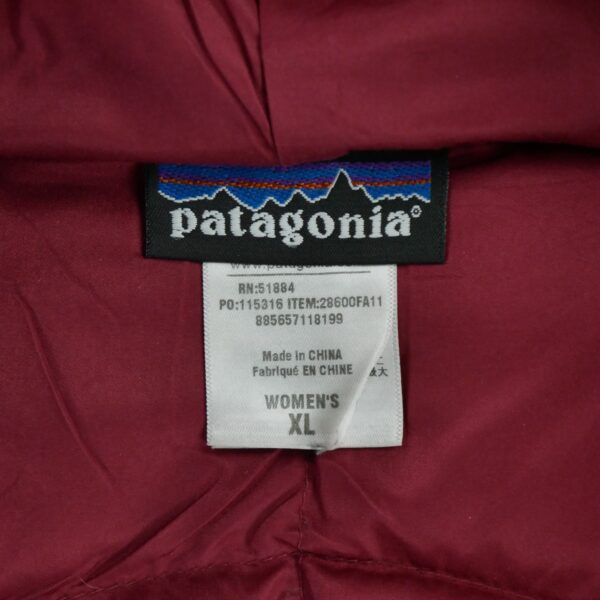 patagonia®
RN:51884
PO:115316 ITEM:28600FA11
885657118199
Made in CHINA
Fabriqué EN CHINE
WOMEN'S
XL